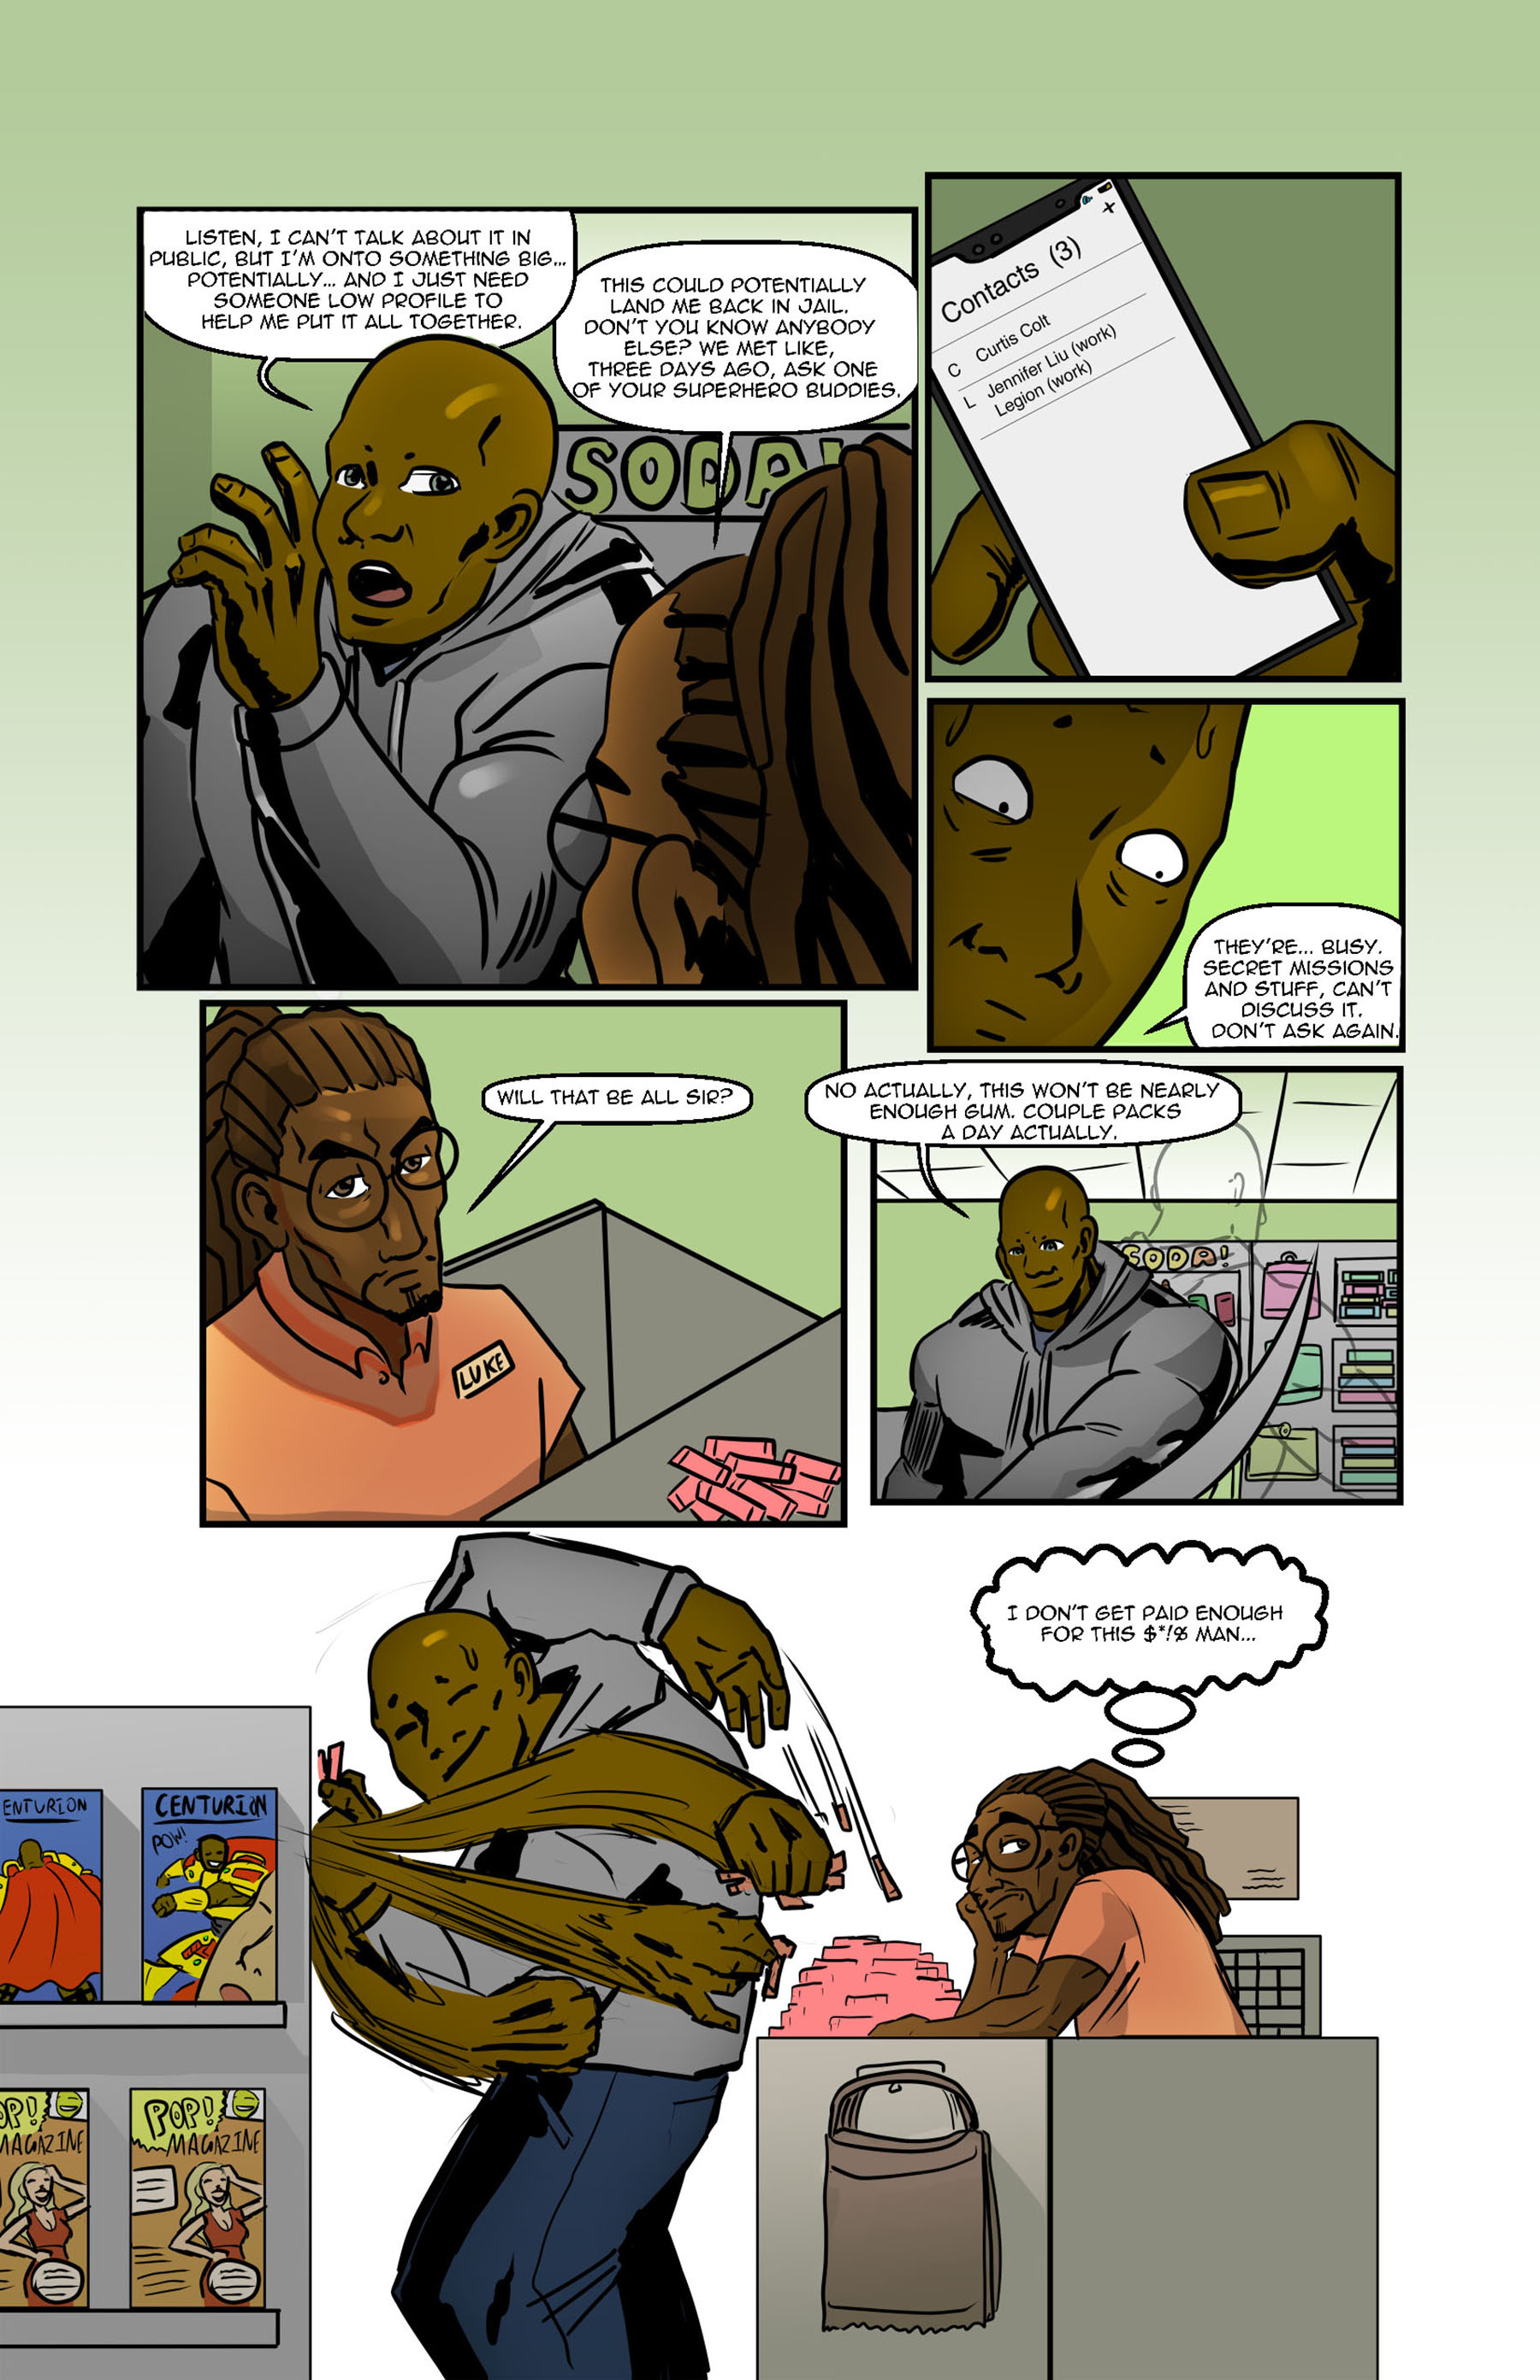 LISTEN, I CAN'T TALK ABOUT IT IN
PUBLIC, BUT I'M ONTO SOMETHING BIG...
POTENTIALLY... AND I JUST NEED
SOMEONE LOW PROFILE TO
HELP ME PUT IT ALL TOGETHER.
THIS COULD POTENTIALLY
LAND ME BACK IN JAIL.
DON'T YOU KNOW ANYBODY
ELSE? WE MET LIKE,
THREE DAYS AGO, ASK ONE
OF YOUR SUPERHERO BUDDIES.
SODA!
+
Contacts (3)
C Curtis Colt
L Jennifer Liu (work)
Legion (work)
THEY'RE... BUSY.
SECRET MISSIONS
AND STUFF, CAN'T
DISCUSS IT.
DON'T ASK AGAIN.
WILL THAT BE ALL SIR?
LUKE
NO ACTUALLY, THIS WON'T BE NEARLY
ENOUGH GUM. COUPLE PACKS
A DAY ACTUALLY.
SODA!
I DON'T GET PAID ENOUGH
FOR THIS $*!% MAN...
ENTURION
CENTURION
POW!
OP!
MAGAZINE
POP!
MAGAZINE